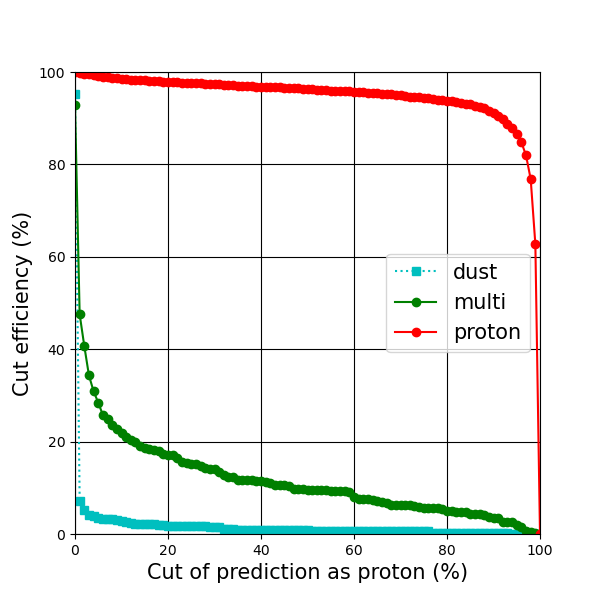 100
80
60
40
20
0
Cut efficiency (%)
dust
multi
proton
0 20 40 60 80 100
Cut of prediction as proton (%)